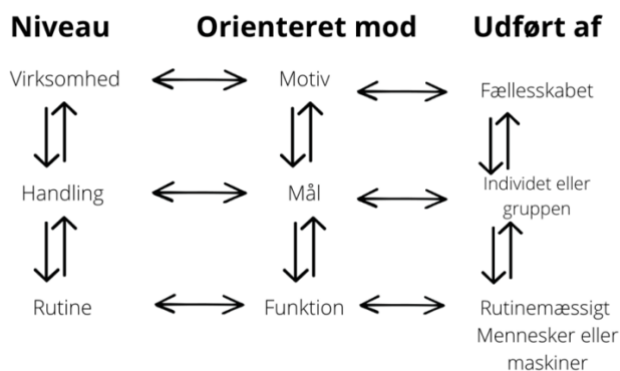 Niveau Orienteret mod Udført af
Virksomhed Motiv Fællesskabet
Handling Mål Individet eller
gruppen
Rutine Funktion Rutinemæssigt
Mennesker eller
maskiner